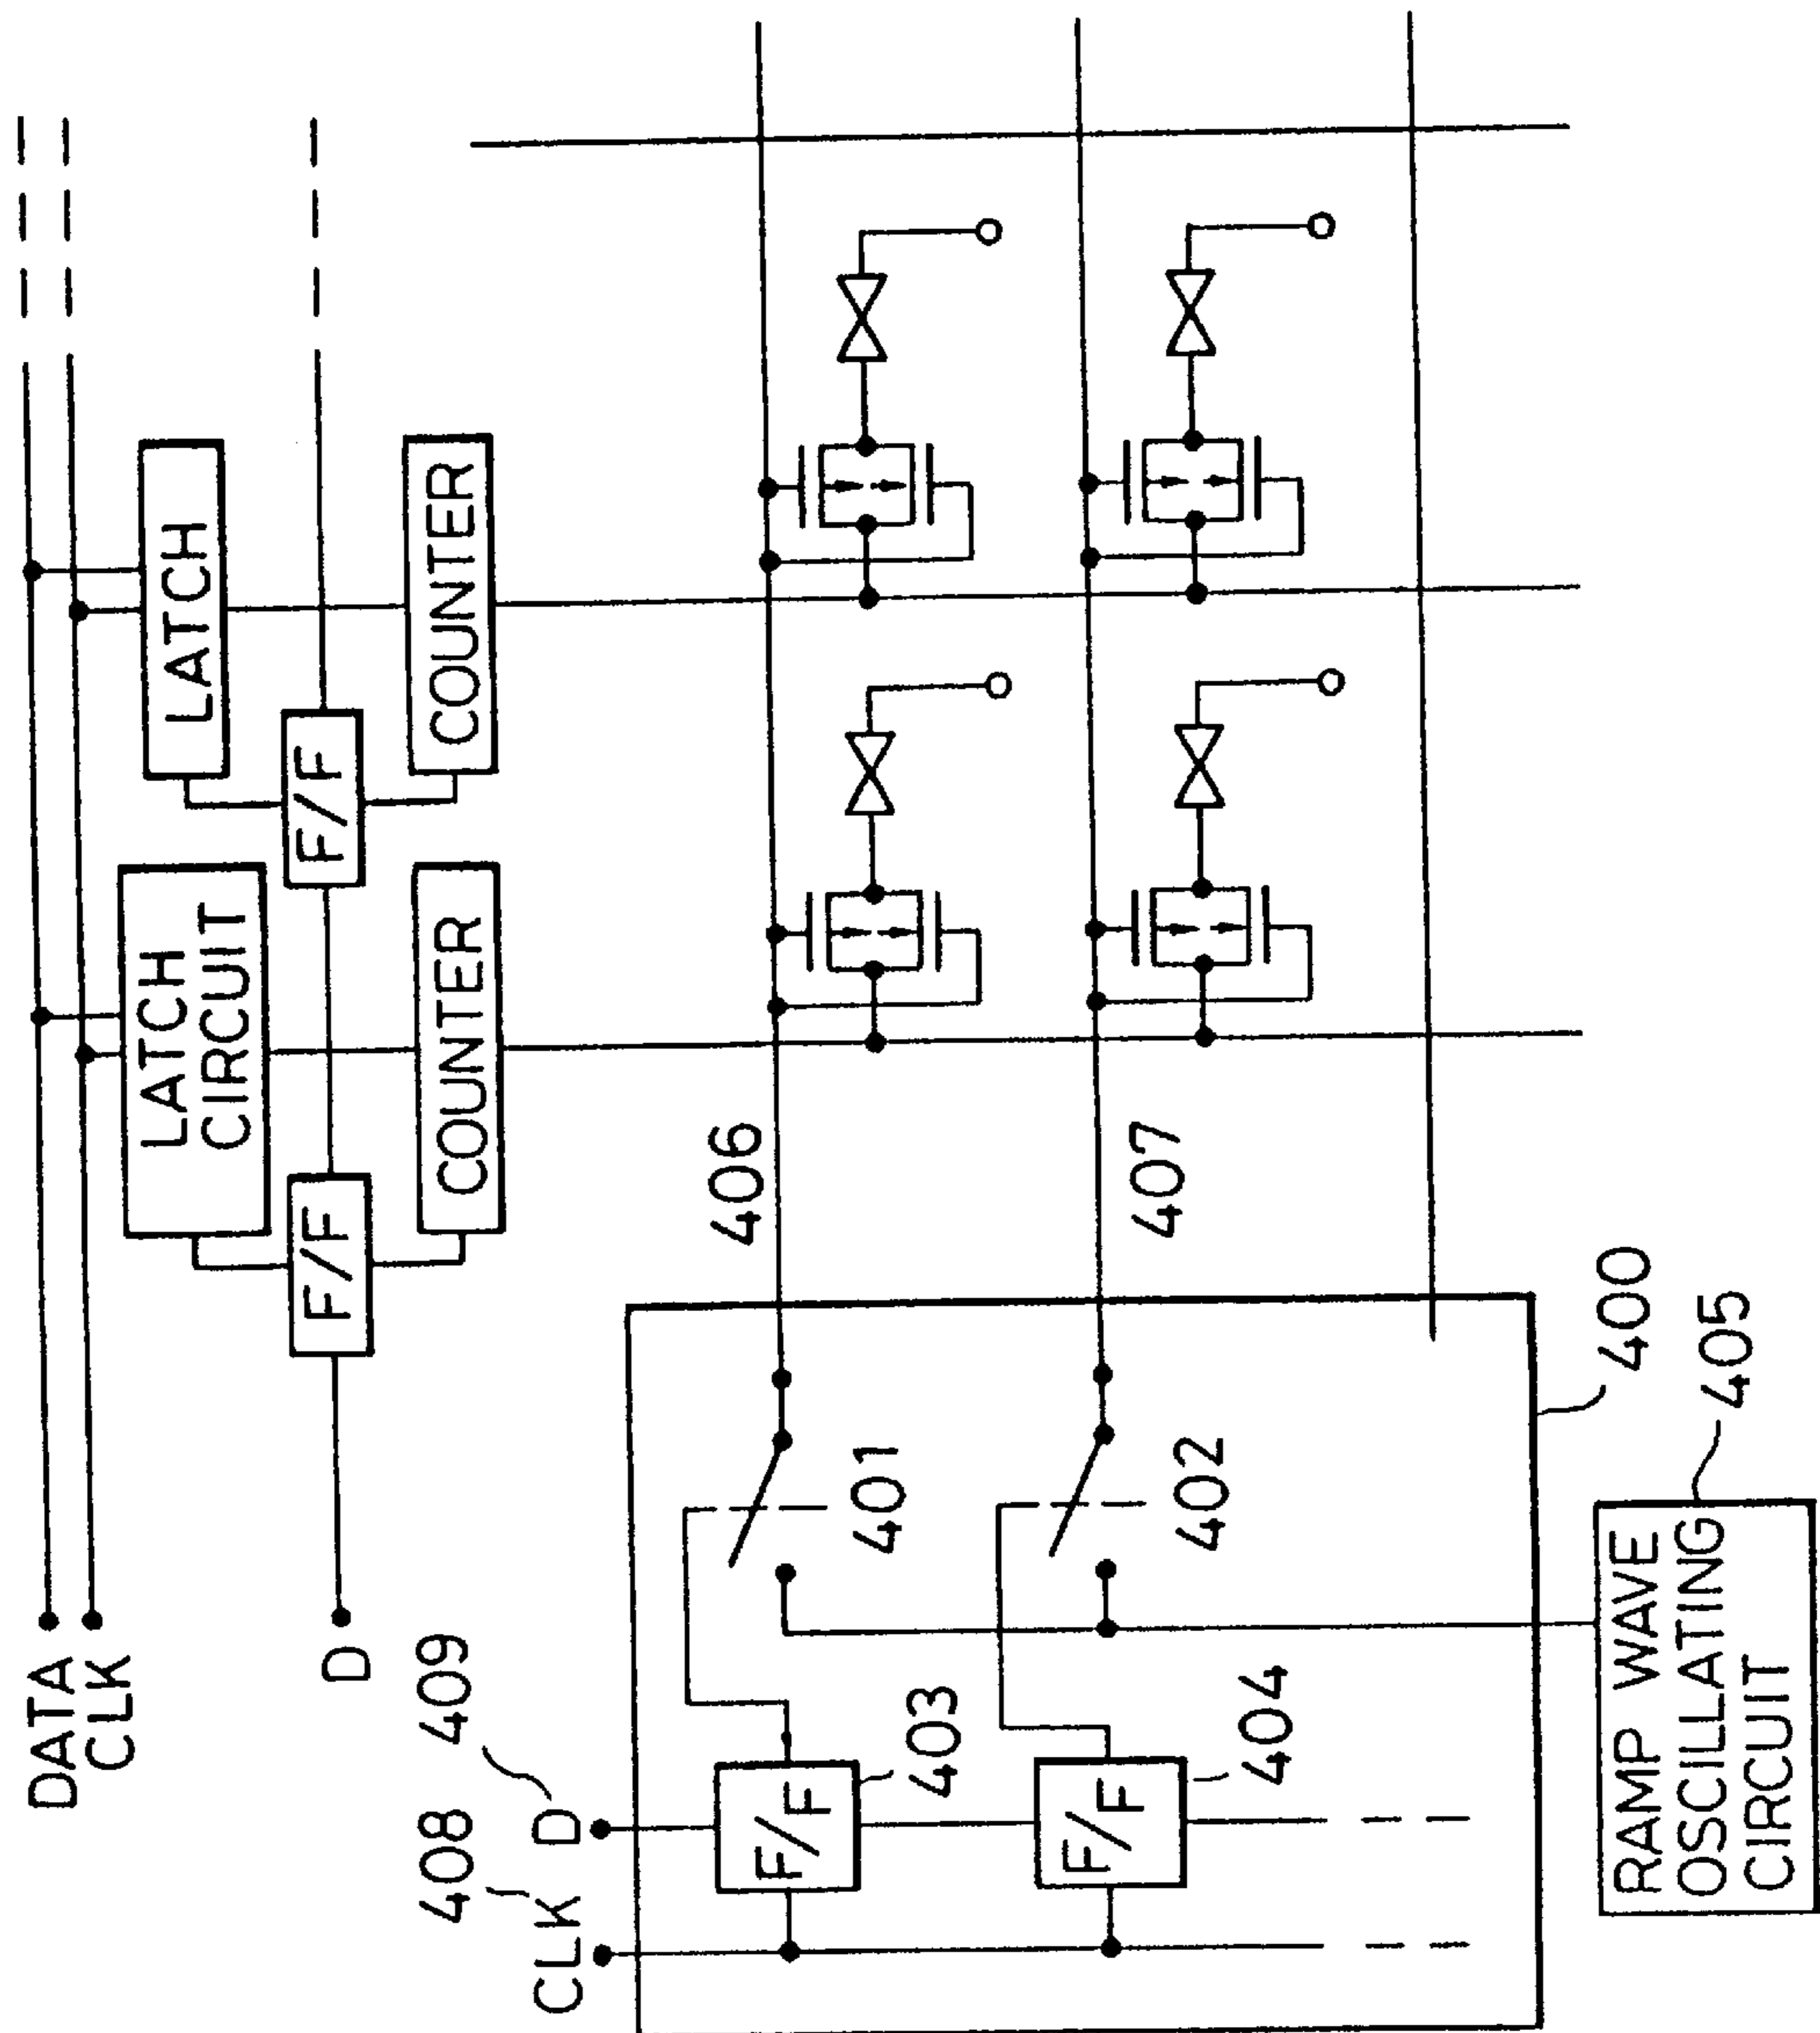 DATA
CLK
D
LATCH
CIRCUIT
LATCH
F/F
F/F
COUNTER
COUNTER
406
407
408
409
CLK
D
F/F
403
F/F
404
401
402
400
405
RAMP WAVE
OSCILLATING
CIRCUIT